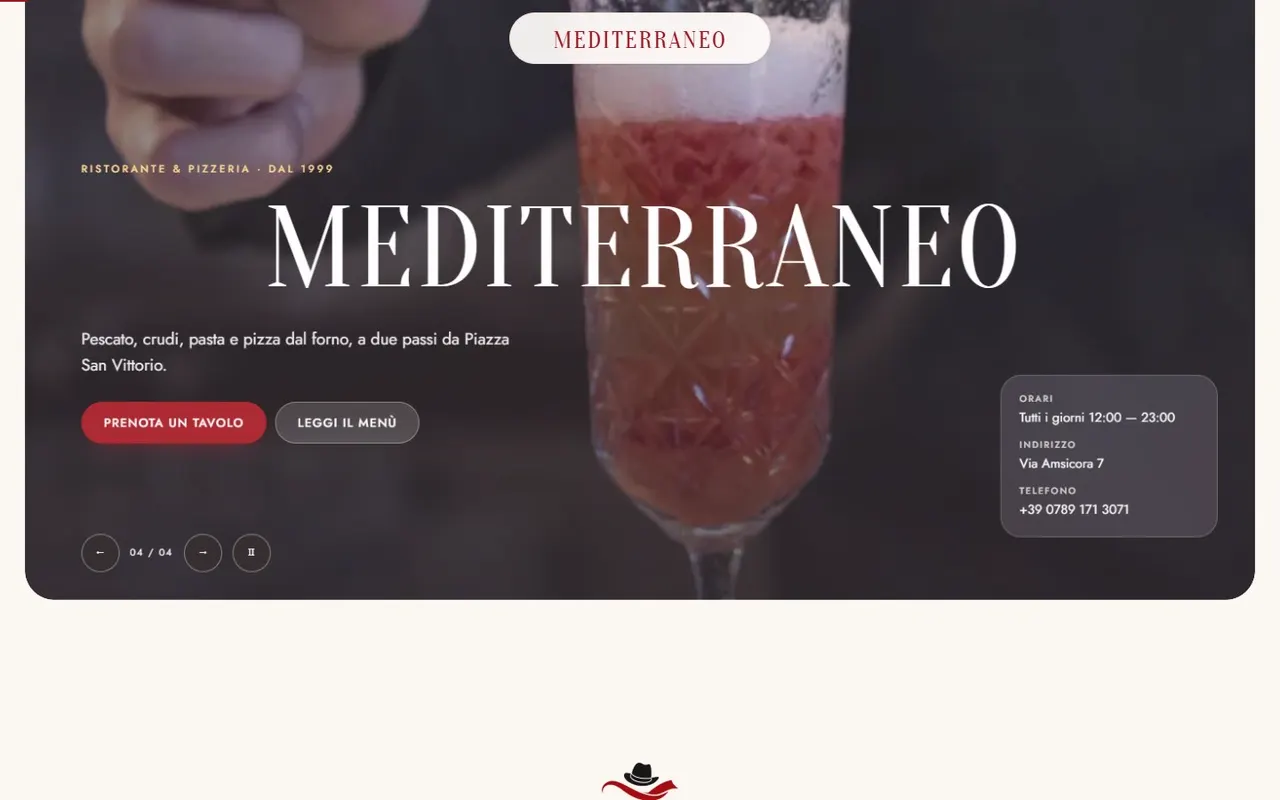 MEDITERRANEO
RISTORANTE & PIZZERIA · DAL 1999
MEDITERRANEO
Pescato, crudi, pasta e pizza dal forno, a due passi da Piazza
San Vittorio.
PRENOTA UN TAVOLO
LEGGI IL MENÙ
ORARI
Tutti i giorni 12:00 — 23:00
INDIRIZZO
Via Amsicora 7
TELEFONO
+39 0789 171 3071
← 04 / 04 → II